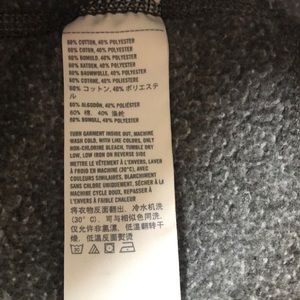 60% COTTON, 40% POLYESTER
60% COTTON, 40% POLYESTER
60% BOMULD, 40% POLYESTER
60% KATOEN, 40% POLYESTER
60% BAUMWOLLE, 40% POLYESTER
60% COTONE, 40% POLIESTERE
60% コットン, 40% ポリエステル
60% ALGODÓN, 40% POLIÉSTER
60% 棉, 40% 涤纶
60% BOMULL, 40% POLYESTER
TURN GARMENT INSIDE OUT, MACHINE
WASH COLD, WITH LIKE COLORS, ONLY
NON-CHLORINE BLEACH, TUMBLE DRY
LOW, LOW IRON ON REVERSE SIDE
METTRE LE VÊTEMENT À L'ENVERS,
LAVER À FROID EN MACHINE (30°C), AVEC
COULEURS SIMILAIRES, BLANCHIMENT
SANS CHLORE UNIQUEMENT, SÉCHER À LA
MACHINE CYCLE DOUX, REPASSER À
L'ENVERS À FAIBLE CHALEUR
将衣物反面翻出, 冷水机洗
(30°C), 可与相似色同洗,
仅允许非氯漂, 低温翻转干
燥, 低温反面熨烫